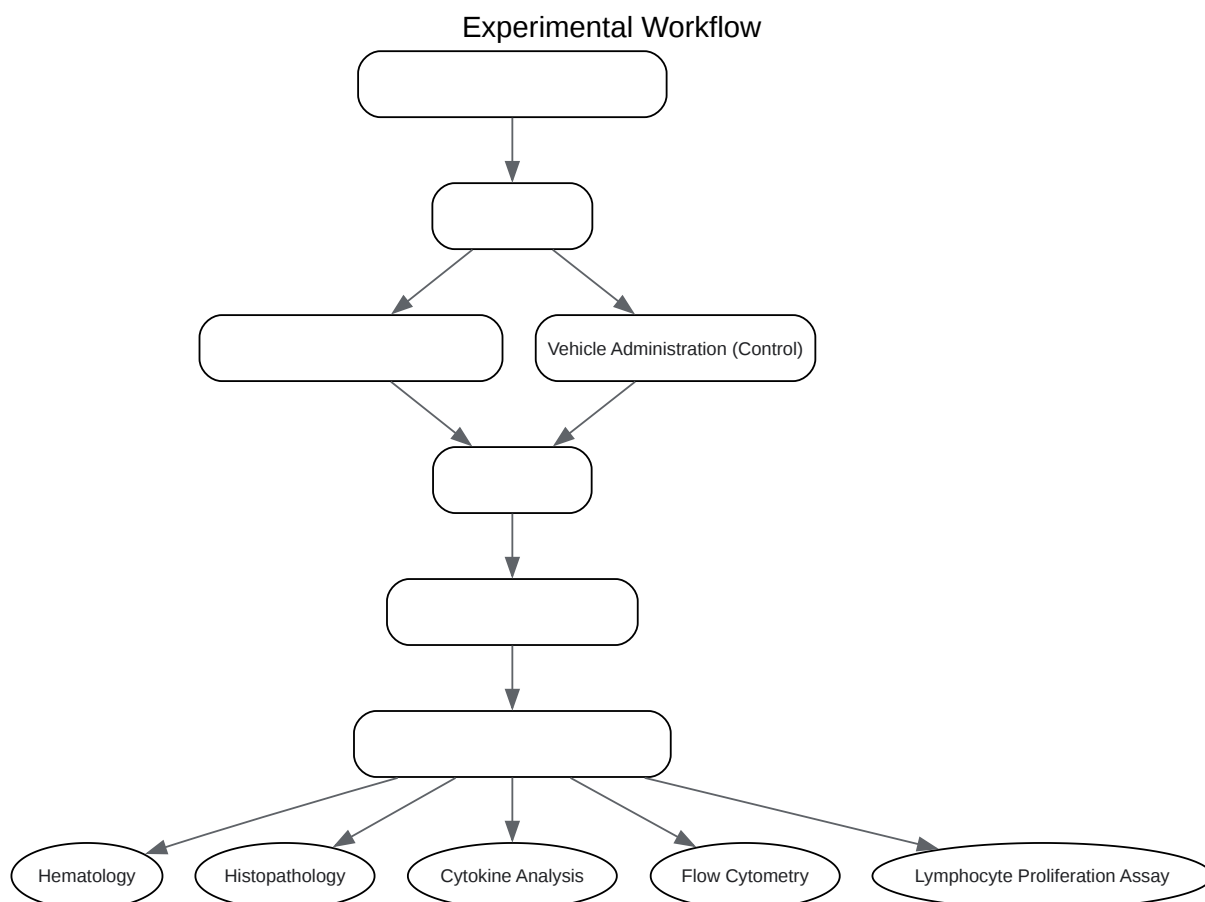 Experimental Workflow
Vehicle Administration (Control)
Hematology
Histopathology
Cytokine Analysis
Flow Cytometry
Lymphocyte Proliferation Assay